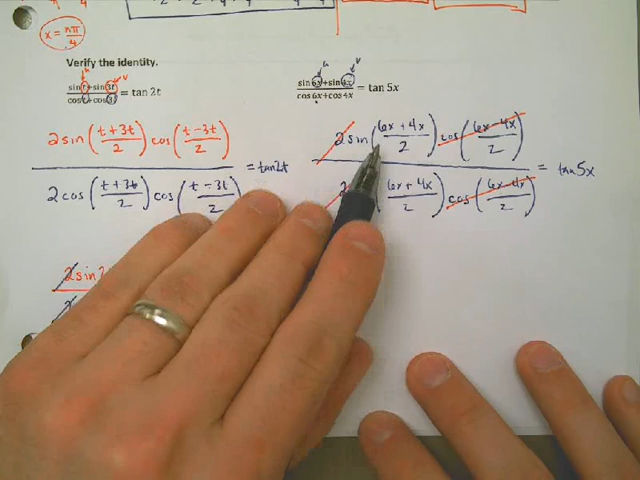 x = nπ/4
Verify the identity.
(sin t + sin 3t)/(cos t + cos 3t) = tan 2t
u v
(sin 6x + sin 4x)/(cos 6x + cos 4x) = tan 5x
u v
2 sin((t + 3t)/2) cos((t − 3t)/2)
2 cos((t + 3t)/2) cos((t − 3t)/2)
= tan 2t
2 sin((6x + 4x)/2) cos((6x − 4x)/2)
((6x + 4x)/2) cos((6x − 4x)/2)
= tan 5x
2 sin 2